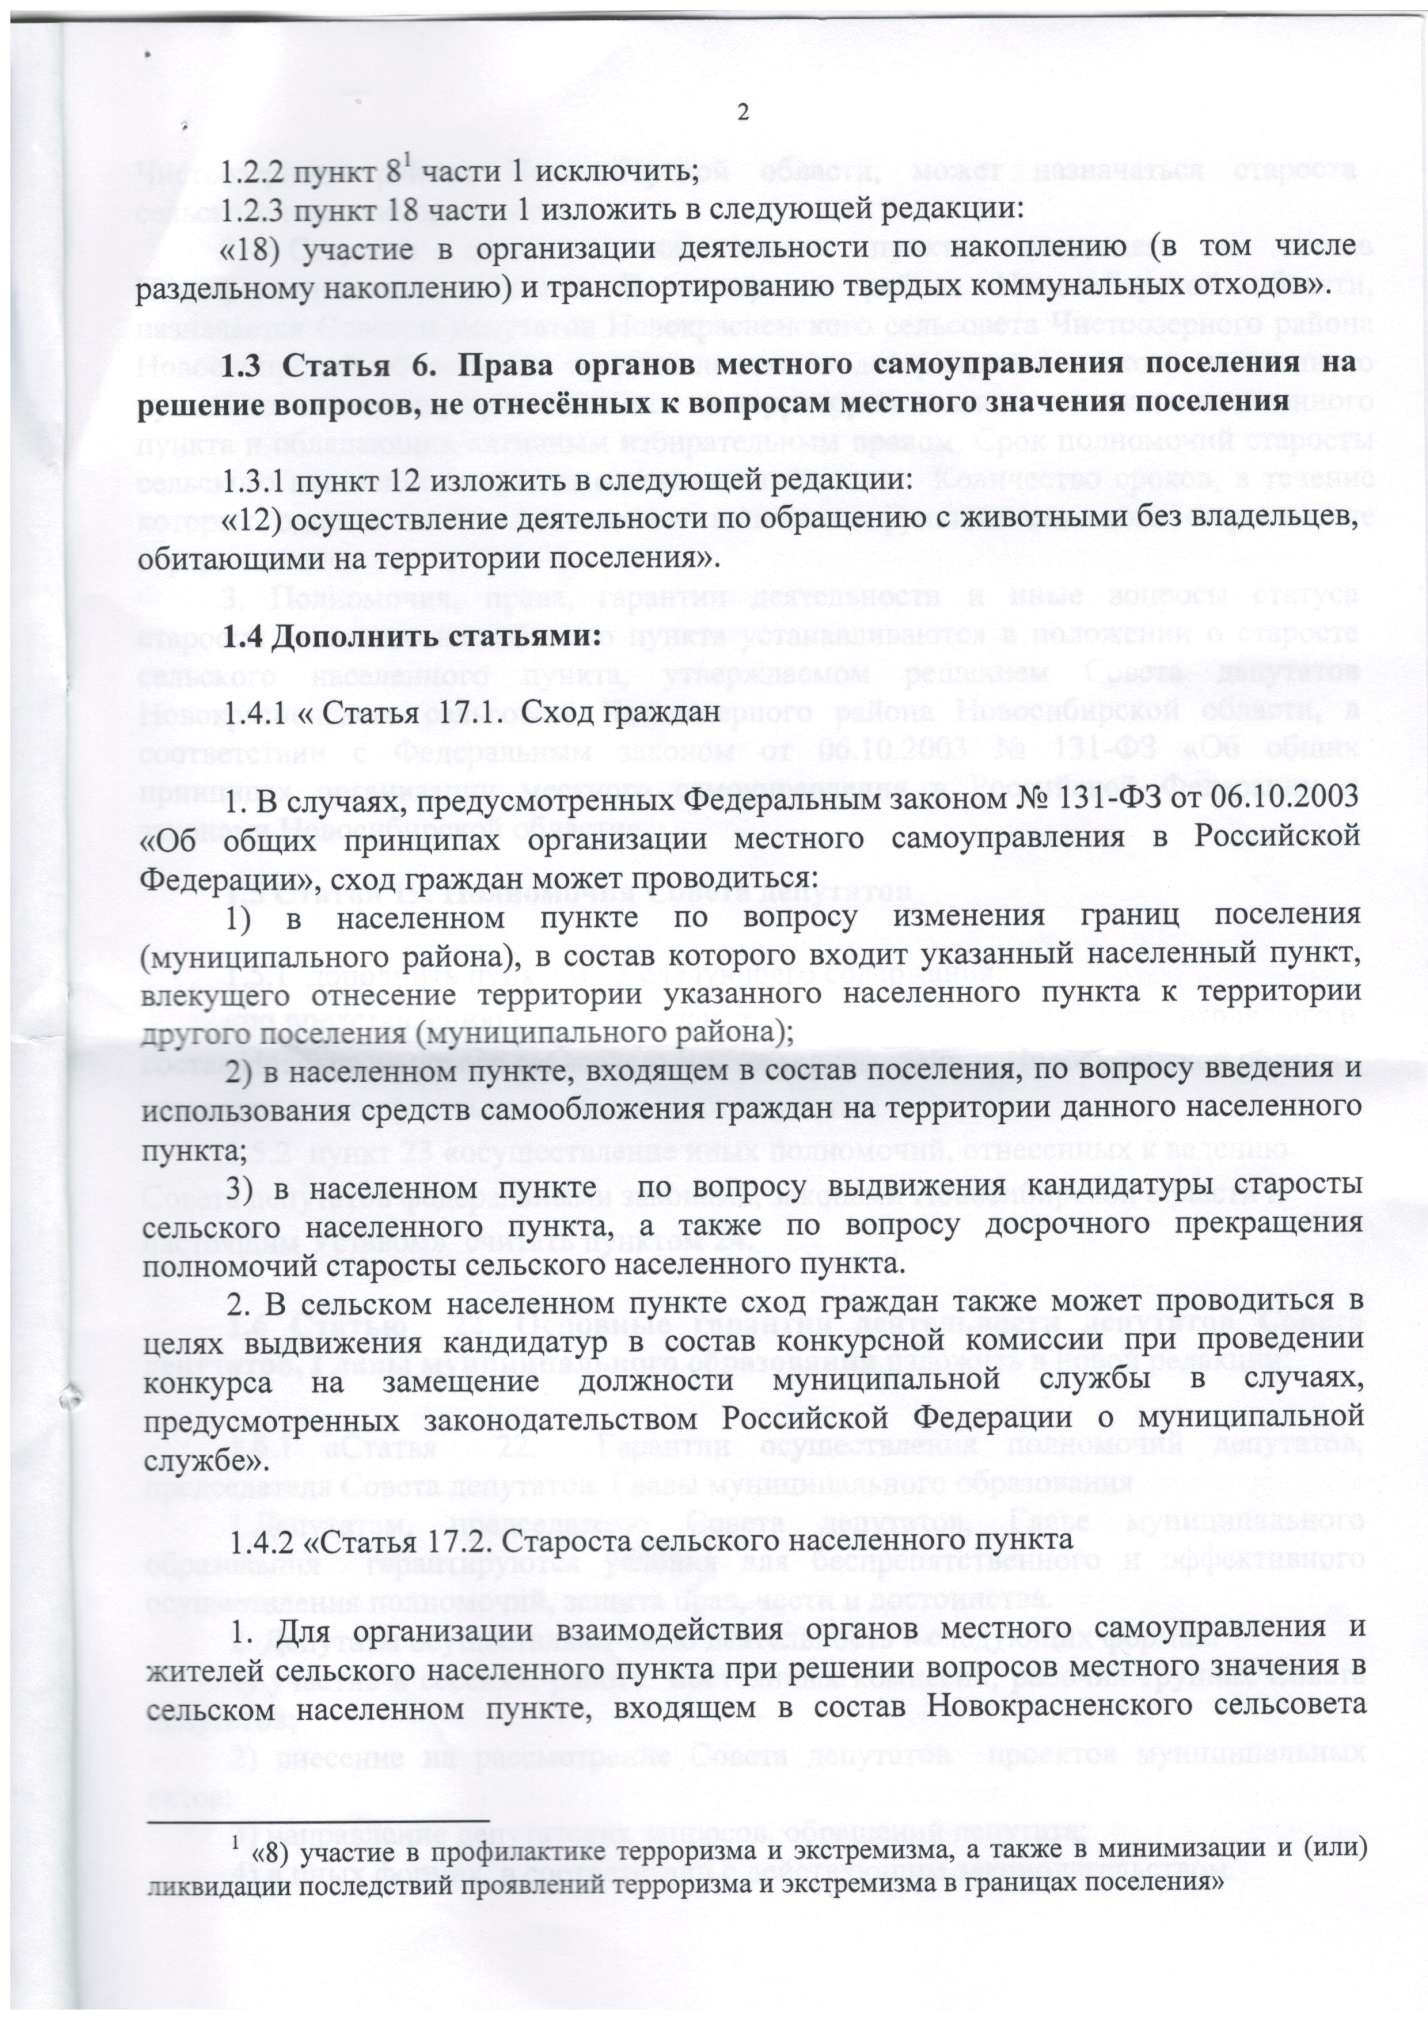 2
1.2.2 пункт 8¹ части 1 исключить;
1.2.3 пункт 18 части 1 изложить в следующей редакции:
«18) участие в организации деятельности по накоплению (в том числе
раздельному накоплению) и транспортированию твердых коммунальных отходов».
1.3 Статья 6. Права органов местного самоуправления поселения на
решение вопросов, не отнесённых к вопросам местного значения поселения
1.3.1 пункт 12 изложить в следующей редакции:
«12) осуществление деятельности по обращению с животными без владельцев,
обитающими на территории поселения».
1.4 Дополнить статьями:
1.4.1 « Статья 17.1. Сход граждан
1. В случаях, предусмотренных Федеральным законом № 131-ФЗ от 06.10.2003
«Об общих принципах организации местного самоуправления в Российской
Федерации», сход граждан может проводиться:
1) в населенном пункте по вопросу изменения границ поселения
(муниципального района), в состав которого входит указанный населенный пункт,
влекущего отнесение территории указанного населенного пункта к территории
другого поселения (муниципального района);
2) в населенном пункте, входящем в состав поселения, по вопросу введения и
использования средств самообложения граждан на территории данного населенного
пункта;
3) в населенном пункте по вопросу выдвижения кандидатуры старосты
сельского населенного пункта, а также по вопросу досрочного прекращения
полномочий старосты сельского населенного пункта.
2. В сельском населенном пункте сход граждан также может проводиться в
целях выдвижения кандидатур в состав конкурсной комиссии при проведении
конкурса на замещение должности муниципальной службы в случаях,
предусмотренных законодательством Российской Федерации о муниципальной
службе».
1.4.2 «Статья 17.2. Староста сельского населенного пункта
1. Для организации взаимодействия органов местного самоуправления и
жителей сельского населенного пункта при решении вопросов местного значения в
сельском населенном пункте, входящем в состав Новокрасненского сельсовета
¹ «8) участие в профилактике терроризма и экстремизма, а также в минимизации и (или)
ликвидации последствий проявлений терроризма и экстремизма в границах поселения»